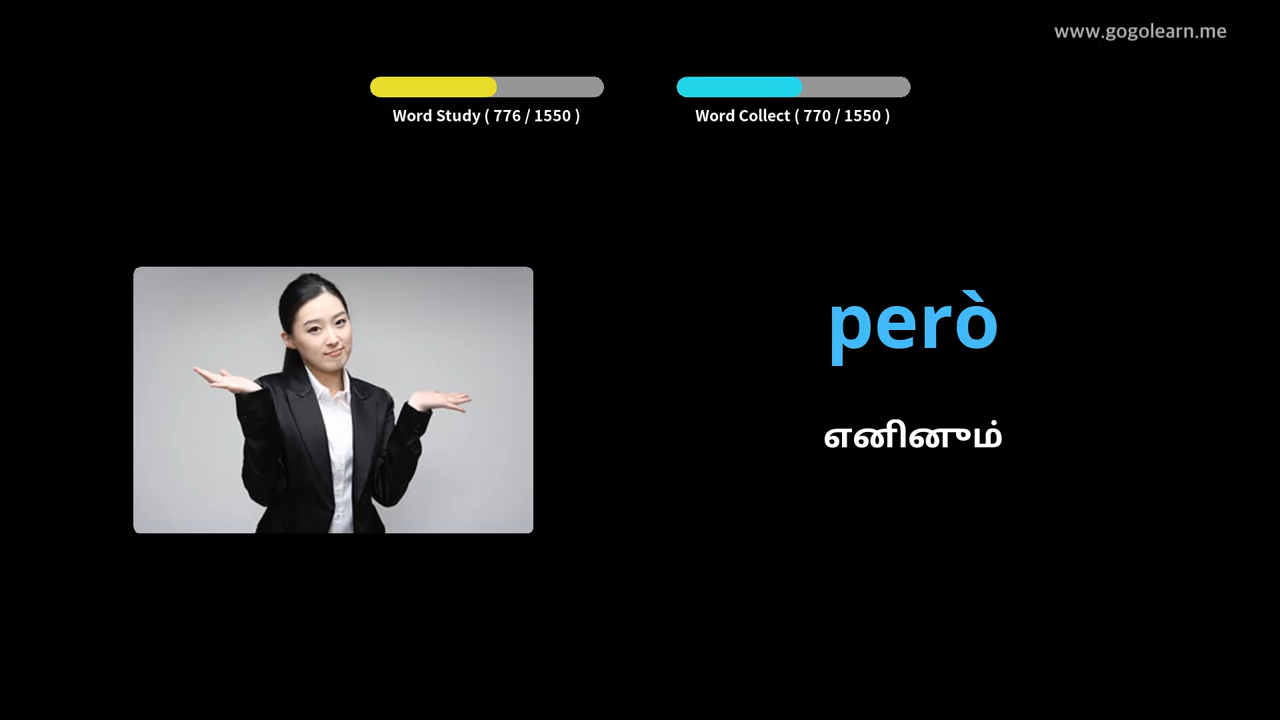 www.gogolearn.me
Word Study ( 776 / 1550 )
Word Collect ( 770 / 1550 )
però
எனினும்